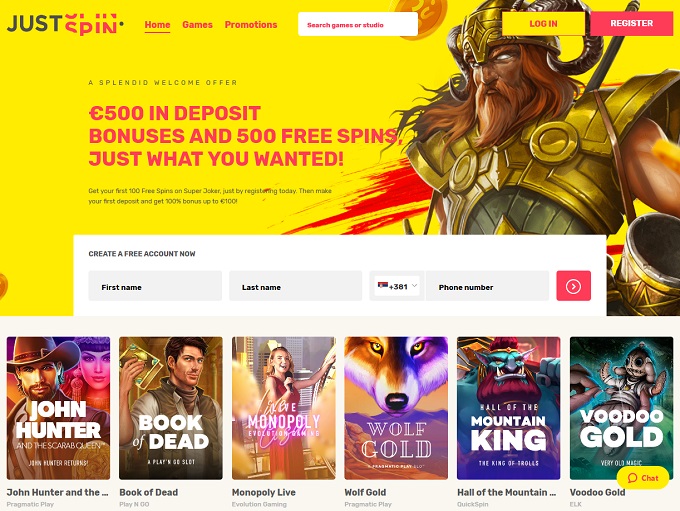 JUSTSPIN.
Home
Games
Promotions
Search games or studio
LOG IN
REGISTER
A SPLENDID WELCOME OFFER
€500 IN DEPOSIT
BONUSES AND 500 FREE SPINS,
JUST WHAT YOU WANTED!
Get your first 100 Free Spins on Super Joker, just by registering today. Then make
your first deposit and get 100% bonus up to €100!
CREATE A FREE ACCOUNT NOW
First name
Last name
+381
Phone number
JOHN
HUNTER
AND THE SCARAB QUEEN™
JOHN HUNTER RETURNS!
BOOK
of DEAD
A PLAY'N GO SLOT
Live
MONOPOLY
EVOLUTION GAMING
WOLF
GOLD
A PRAGMATIC PLAY SLOT
HALL OF THE
MOUNTAIN
KING
THE KING OF TROLLS
VOODOO
GOLD
VERY OLD MAGIC
Chat
John Hunter and the ...
Pragmatic Play
Book of Dead
Play N GO
Monopoly Live
Evolution Gaming
Wolf Gold
Pragmatic Play
Hall of the Mountain ...
QuickSpin
Voodoo Gold
ELK